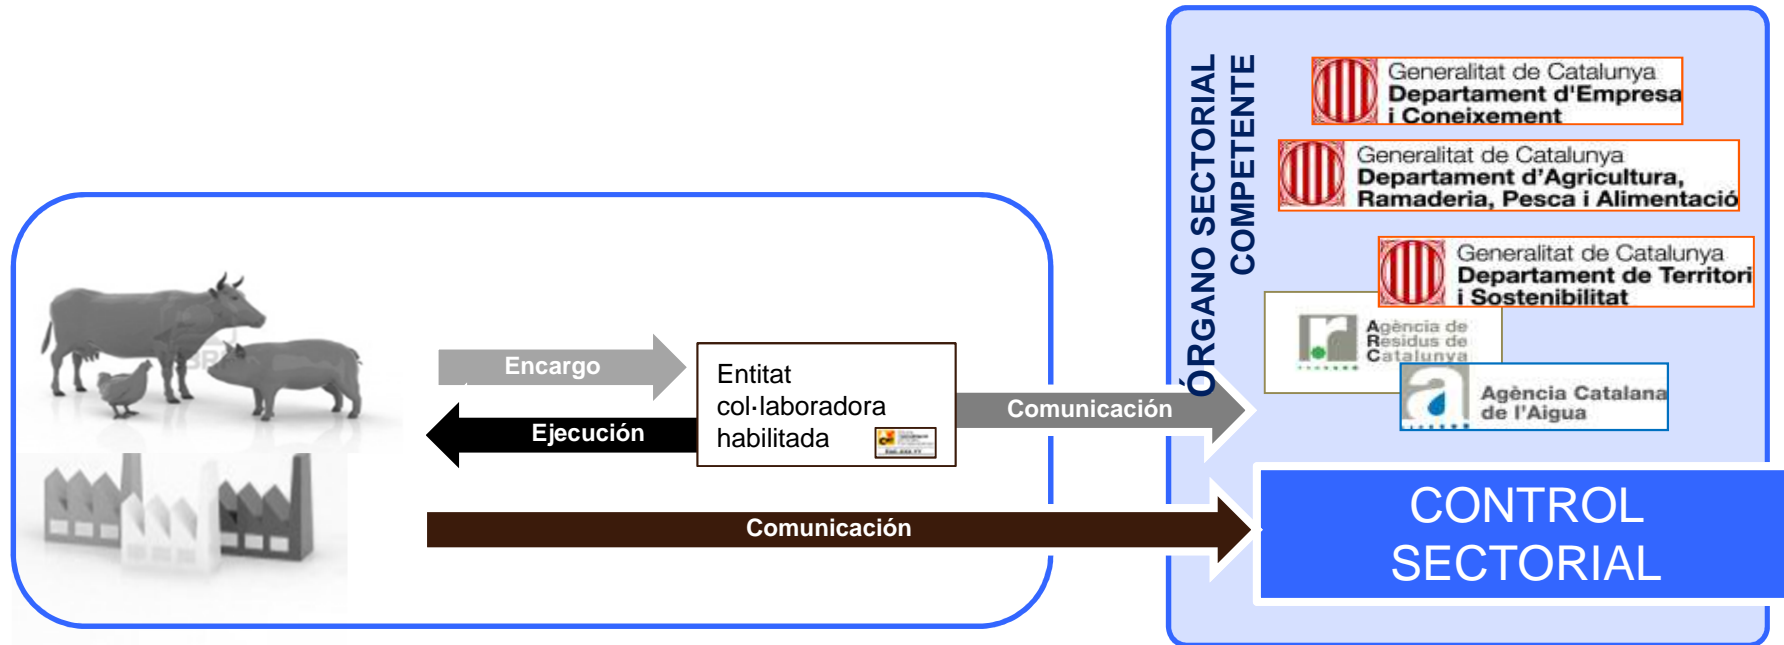 Encargo
Ejecución
Entitat
col·laboradora
habilitada
Comunicación
Comunicación
ÓRGANO SECTORIAL
COMPETENTE
Generalitat de Catalunya
Departament d'Empresa
i Coneixement
Generalitat de Catalunya
Departament d'Agricultura,
Ramaderia, Pesca i Alimentació
Generalitat de Catalunya
Departament de Territori
i Sostenibilitat
Agència de
Residus de
Catalunya
Agència Catalana
de l'Aigua
CONTROL
SECTORIAL